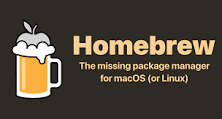 Homebrew
The missing package manager
for macOS (or Linux)